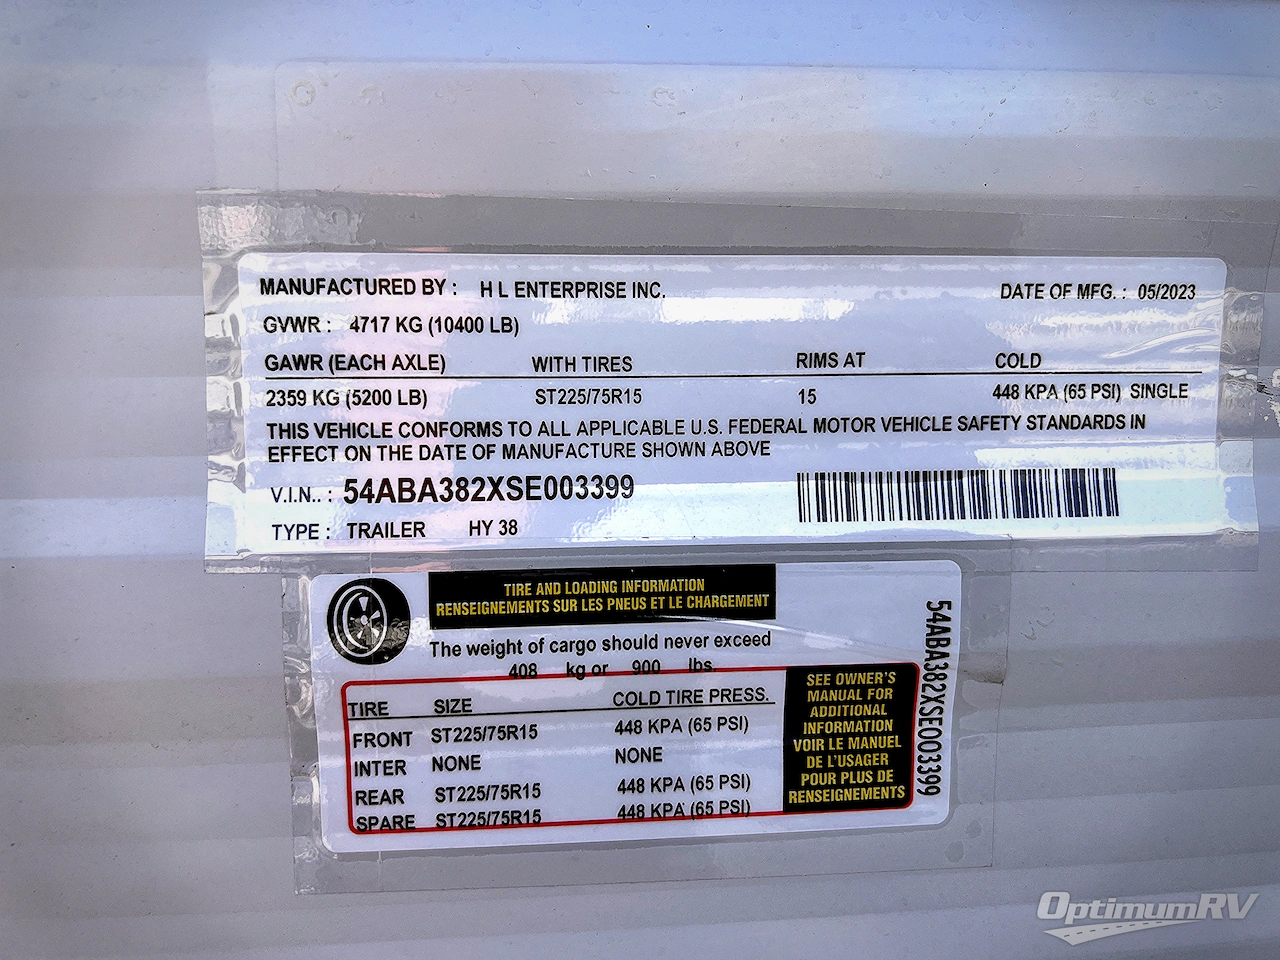 MANUFACTURED BY : H L ENTERPRISE INC. DATE OF MFG. : 05/2023
GVWR : 4717 KG (10400 LB)
GAWR (EACH AXLE) WITH TIRES RIMS AT COLD
2359 KG (5200 LB) ST225/75R15 15 448 KPA (65 PSI) SINGLE
THIS VEHICLE CONFORMS TO ALL APPLICABLE U.S. FEDERAL MOTOR VEHICLE SAFETY STANDARDS IN
EFFECT ON THE DATE OF MANUFACTURE SHOWN ABOVE
V.I.N.. : 54ABA382XSE003399
TYPE : TRAILER HY 38
TIRE AND LOADING INFORMATION
RENSEIGNEMENTS SUR LES PNEUS ET LE CHARGEMENT
The weight of cargo should never exceed
408 kg or 900 lbs.
TIRE SIZE COLD TIRE PRESS.
FRONT ST225/75R15 448 KPA (65 PSI)
INTER NONE NONE
REAR ST225/75R15 448 KPA (65 PSI)
SPARE ST225/75R15 448 KPA (65 PSI)
SEE OWNER'S
MANUAL FOR
ADDITIONAL
INFORMATION
VOIR LE MANUEL
DE L'USAGER
POUR PLUS DE
RENSEIGNEMENTS
54ABA382XSE003399
OptimumRV